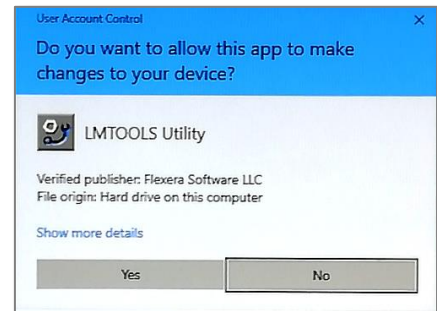 User Account Control
Do you want to allow this app to make
changes to your device?
LMTOOLS Utility
Verified publisher: Flexera Software LLC
File origin: Hard drive on this computer
Show more details
Yes
No